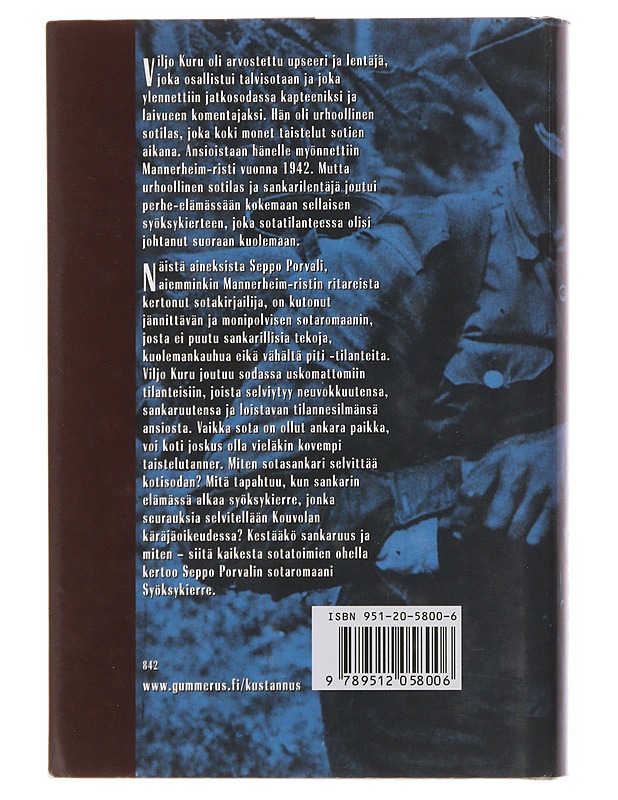 Viljo Kuru oli arvostettu upseeri ja lentäjä,
joka osallistui talvisotaan ja joka
ylennettiin jatkosodassa kapteeniksi ja
laivueen komentajaksi. Hän oli urhoollinen
sotilas, joka koki monet taistelut sotien
aikana. Ansioistaan hänelle myönnettiin
Mannerheim-risti vuonna 1942. Mutta
urhoollinen sotilas ja sankarilentäjä joutui
perhe-elämässään kokemaan sellaisen
syöksykierteen, joka sotatilanteessa olisi
johtanut suoraan kuolemaan.
Näistä aineksista Seppo Porvali,
aiemminkin Mannerheim-ristin ritareista
kertonut sotakirjailija, on kutonut
jännittävän ja monipolvisen sotaromaanin,
josta ei puutu sankarillisia tekoja,
kuolemankauhua eikä vähältä piti -tilanteita.
Viljo Kuru joutuu sodassa uskomattomiin
tilanteisiin, joista selviytyy neuvokkuutensa,
sankaruutensa ja loistavan tilannesilmänsä
ansiosta. Vaikka sota on ollut ankara paikka,
voi koti joskus olla vieläkin kovempi
taistelutanner. Miten sotasankari selvittää
kotisodan? Mitä tapahtuu, kun sankarin
elämässä alkaa syöksykierre, jonka
seurauksia selvitellään Kouvolan
käräjäoikeudessa? Kestääkö sankaruus ja
miten – siitä kaikesta sotatoimien ohella
kertoo Seppo Porvalin sotaromaani
Syöksykierre.
ISBN 951-20-5800-6
842
www.gummerus.fi/kustannus
9 789512 058006